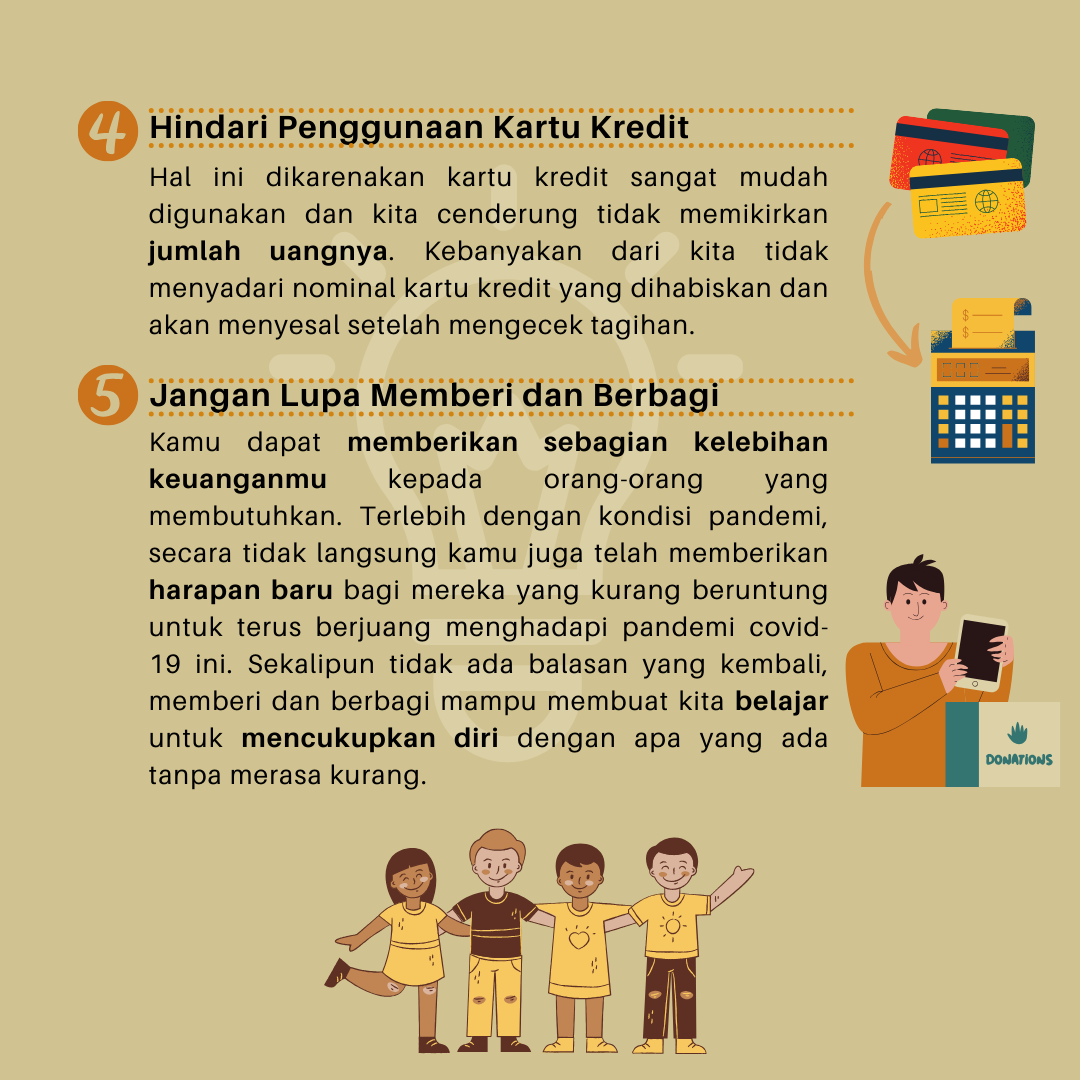 4 Hindari Penggunaan Kartu Kredit
Hal ini dikarenakan kartu kredit sangat mudah
digunakan dan kita cenderung tidak memikirkan
jumlah uangnya. Kebanyakan dari kita tidak
menyadari nominal kartu kredit yang dihabiskan dan
akan menyesal setelah mengecek tagihan.
$
$
5 Jangan Lupa Memberi dan Berbagi
Kamu dapat memberikan sebagian kelebihan
keuanganmu kepada orang-orang yang
membutuhkan. Terlebih dengan kondisi pandemi,
secara tidak langsung kamu juga telah memberikan
harapan baru bagi mereka yang kurang beruntung
untuk terus berjuang menghadapi pandemi covid-
19 ini. Sekalipun tidak ada balasan yang kembali,
memberi dan berbagi mampu membuat kita belajar
untuk mencukupkan diri dengan apa yang ada
tanpa merasa kurang.
DONATIONS